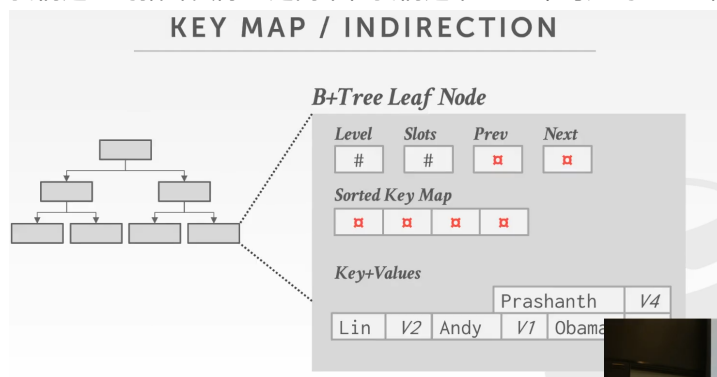 KEY MAP / INDIRECTION
B+Tree Leaf Node
Level Slots Prev Next
# # ¤ ¤
Sorted Key Map
¤ ¤ ¤ ¤
Key+Values
Prashanth V4
Lin V2 Andy V1 Obama